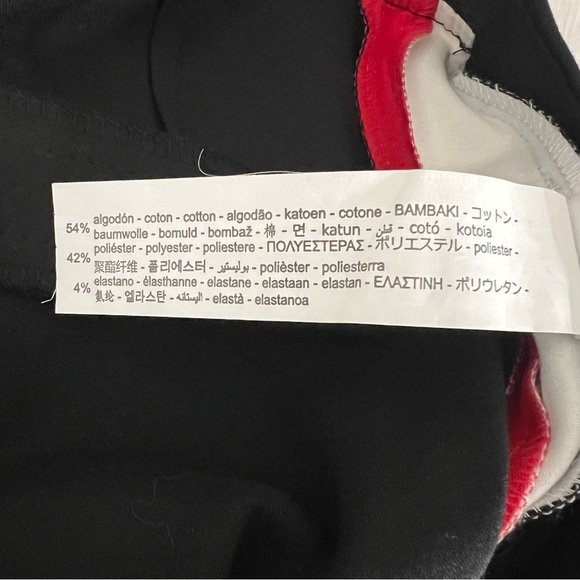 54% algodón - coton - cotton - algodão - katoen - cotone - BAMBAKI - コットン -
baumwolle - bomuld - bombaž - 棉 - 면 - katun - قطن - cotó - kotoia
42% poliéster - polyester - poliestere - ΠΟΛΥΕΣΤΕΡΑΣ - ポリエステル - poliester -
聚酯纤维 - 폴리에스터 - بوليستير - polièster - poliesterra
4% elastano - élasthanne - elastane - elastaan - elastan - ΕΛΑΣΤΙΝΗ - ポリウレタン -
氨纶 - 엘라스탄 - اليستانه - elastà - elastanoa